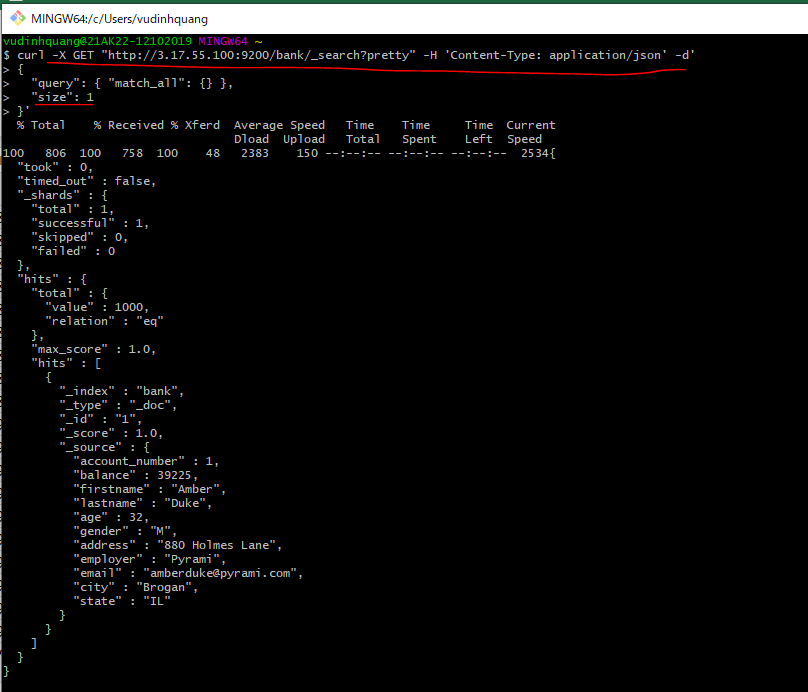 MINGW64:/c/Users/vudinhquang
vudinhquang@21AK22-12102019 MINGW64 ~
$ curl -X GET "http://3.17.55.100:9200/bank/_search?pretty" -H 'Content-Type: application/json' -d'
> {
>   "query": { "match_all": {} },
>   "size": 1
> }'
  % Total    % Received % Xferd  Average Speed   Time    Time     Time  Current
                                 Dload  Upload   Total   Spent    Left  Speed
100   806  100   758  100    48   2383    150 --:--:-- --:--:-- --:--:--  2534{
  "took" : 0,
  "timed_out" : false,
  "_shards" : {
    "total" : 1,
    "successful" : 1,
    "skipped" : 0,
    "failed" : 0
  },
  "hits" : {
    "total" : {
      "value" : 1000,
      "relation" : "eq"
    },
    "max_score" : 1.0,
    "hits" : [
      {
        "_index" : "bank",
        "_type" : "_doc",
        "_id" : "1",
        "_score" : 1.0,
        "_source" : {
          "account_number" : 1,
          "balance" : 39225,
          "firstname" : "Amber",
          "lastname" : "Duke",
          "age" : 32,
          "gender" : "M",
          "address" : "880 Holmes Lane",
          "employer" : "Pyrami",
          "email" : "amberduke@pyrami.com",
          "city" : "Brogan",
          "state" : "IL"
        }
      }
    ]
  }
}